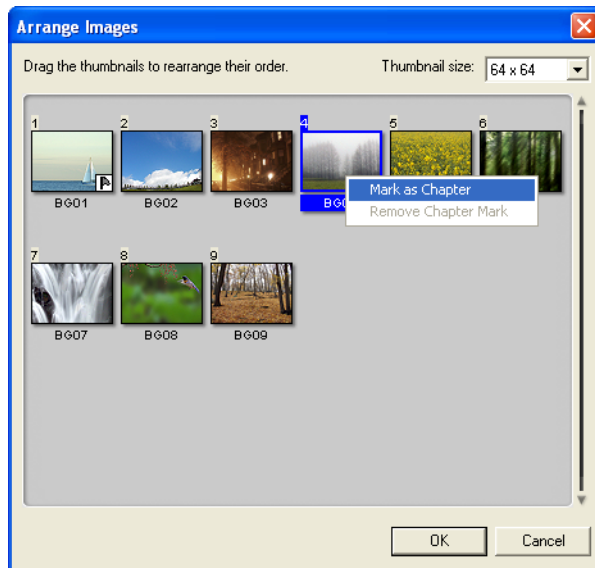 Arrange Images
Drag the thumbnails to rearrange their order.
Thumbnail size: 64 x 64
1 2 3 4 5 6
BG01 BG02 BG03
Mark as Chapter
Remove Chapter Mark
7 8 9
BG07 BG08 BG09
OK Cancel